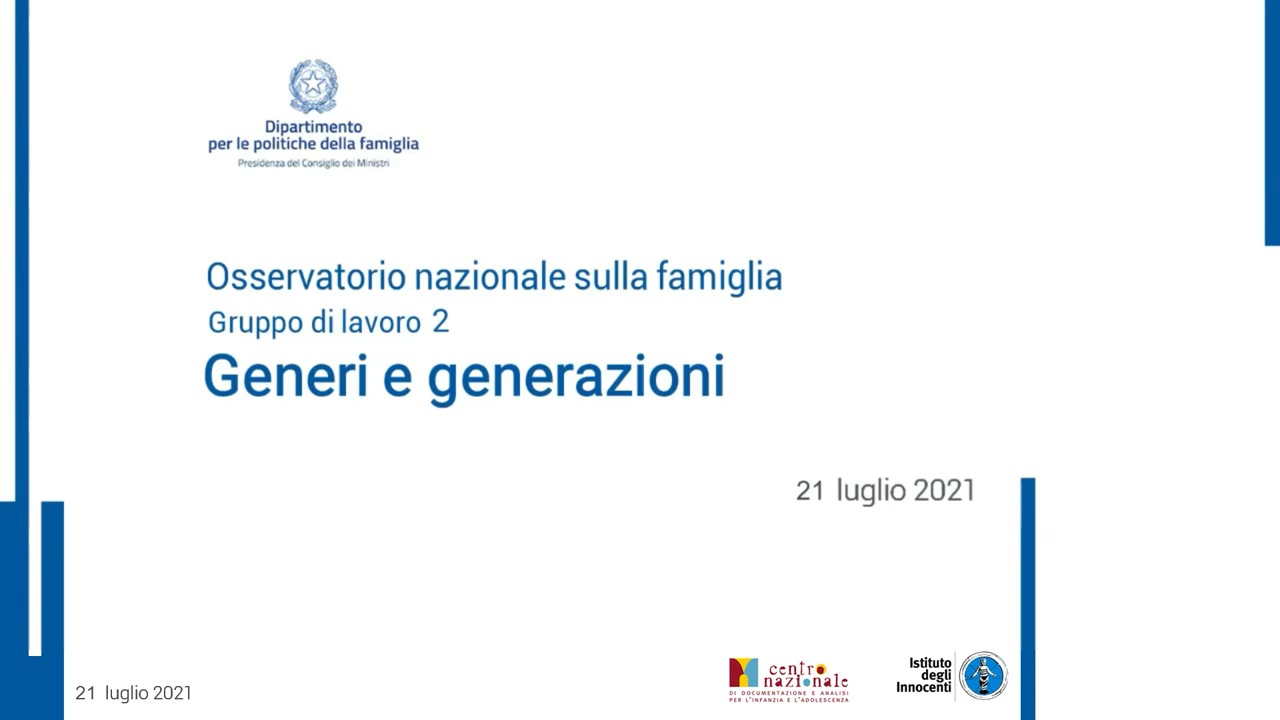 Dipartimento
per le politiche della famiglia
Presidenza del Consiglio dei Ministri
Osservatorio nazionale sulla famiglia
Gruppo di lavoro 2
Generi e generazioni
21 luglio 2021
centro
nazionale
DI DOCUMENTAZIONE E ANALISI
PER L'INFANZIA E L'ADOLESCENZA
Istituto
degli
Innocenti
21 luglio 2021